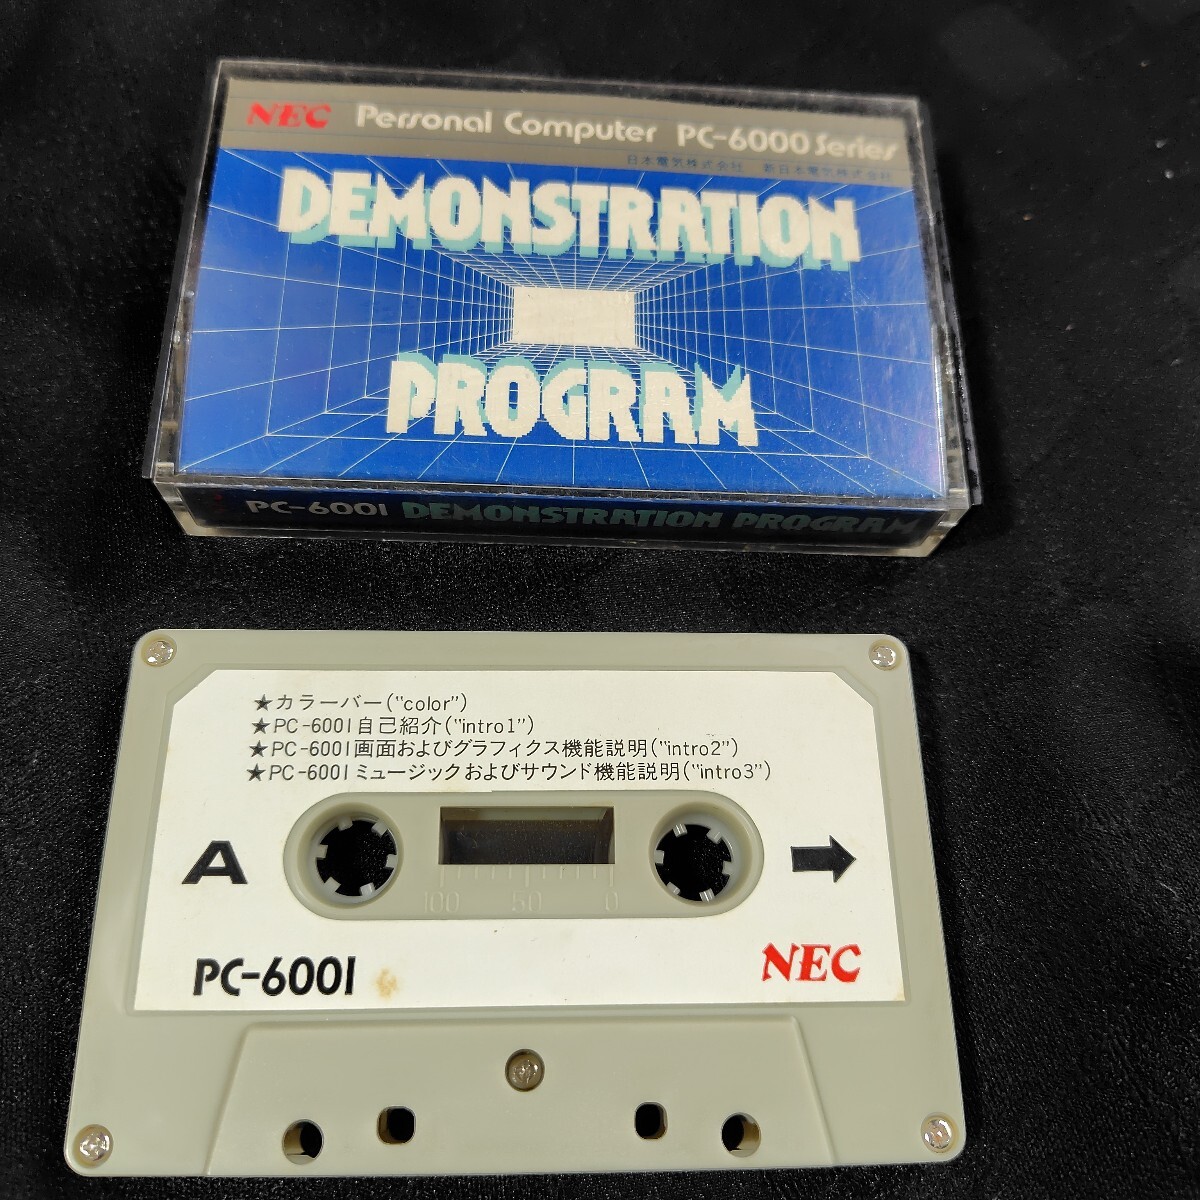 NEC Personal Computer PC-6000 Series
日本電気株式会社 新日本電気株式会社
DEMONSTRATION
PROGRAM
PC-6001 DEMONSTRATION PROGRAM
★カラーバー("color")
★PC-6001自己紹介("intro1")
★PC-6001画面およびグラフィクス機能説明("intro2")
★PC-6001ミュージックおよびサウンド機能説明("intro3")
A
100 50 0
PC-6001
NEC